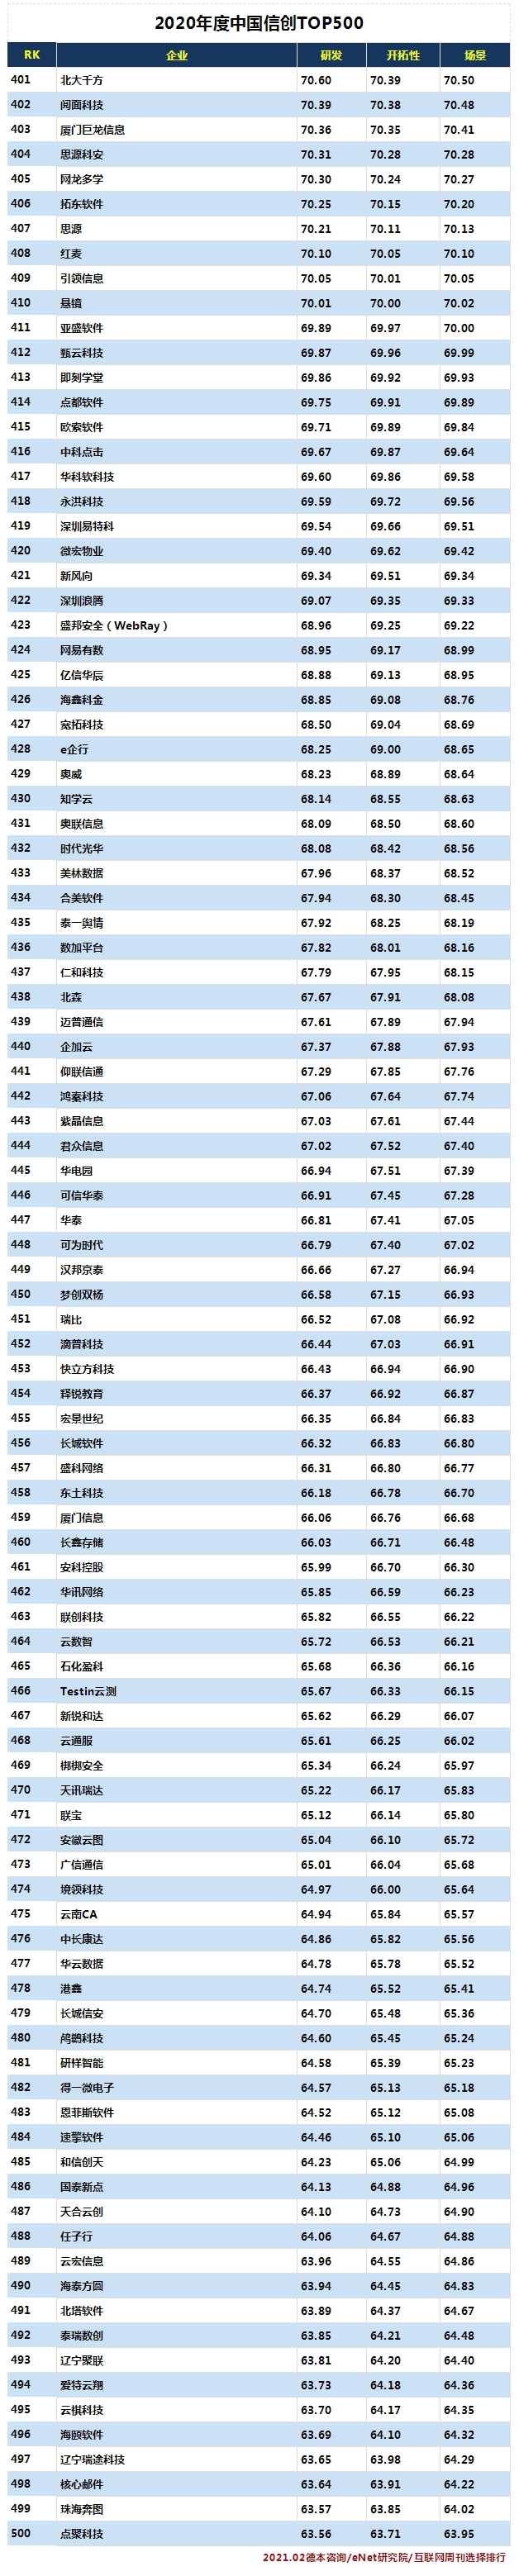 2020年度中国信创TOP500
RK 企业 研发 开拓性 场景
401 北大千方 70.60 70.39 70.50
402 阅面科技 70.39 70.38 70.48
403 厦门巨龙信息 70.36 70.35 70.41
404 思源科安 70.31 70.28 70.28
405 网龙多学 70.30 70.24 70.27
406 拓东软件 70.25 70.15 70.20
407 思源 70.21 70.11 70.13
408 红麦 70.10 70.05 70.10
409 引领信息 70.05 70.01 70.05
410 悬镜 70.01 70.00 70.02
411 亚盛软件 69.89 69.97 70.00
412 甄云科技 69.87 69.96 69.99
413 即刻学堂 69.86 69.92 69.93
414 点都软件 69.75 69.91 69.89
415 欧索软件 69.71 69.89 69.84
416 中科点击 69.67 69.87 69.64
417 华科软科技 69.60 69.86 69.58
418 永洪科技 69.59 69.72 69.56
419 深圳易特科 69.54 69.66 69.51
420 微宏物业 69.40 69.62 69.42
421 新风向 69.34 69.51 69.34
422 深圳浪腾 69.07 69.35 69.33
423 盛邦安全（WebRay） 68.96 69.25 69.22
424 网易有数 68.95 69.17 68.99
425 亿信华辰 68.88 69.13 68.95
426 海鑫科金 68.85 69.08 68.76
427 宽拓科技 68.50 69.04 68.69
428 e企行 68.25 69.00 68.65
429 奥威 68.23 68.89 68.64
430 知学云 68.14 68.55 68.63
431 奥联信息 68.09 68.50 68.60
432 时代光华 68.08 68.42 68.56
433 美林数据 67.96 68.37 68.52
434 合美软件 67.94 68.30 68.45
435 泰一舆情 67.92 68.25 68.19
436 数加平台 67.82 68.01 68.16
437 仁和科技 67.79 67.95 68.15
438 北森 67.67 67.91 68.08
439 迈普通信 67.61 67.89 67.94
440 企加云 67.37 67.88 67.93
441 仰联信通 67.29 67.85 67.76
442 鸿秦科技 67.06 67.64 67.74
443 紫晶信息 67.03 67.61 67.44
444 君众信息 67.02 67.52 67.40
445 华电园 66.94 67.51 67.39
446 可信华泰 66.91 67.45 67.28
447 华泰 66.81 67.41 67.05
448 可为时代 66.79 67.40 67.02
449 汉邦京泰 66.66 67.27 66.94
450 梦创双杨 66.58 67.15 66.93
451 瑞比 66.52 67.08 66.92
452 滴普科技 66.44 67.03 66.91
453 快立方科技 66.43 66.94 66.90
454 释锐教育 66.37 66.92 66.87
455 宏景世纪 66.35 66.84 66.83
456 长城软件 66.32 66.83 66.80
457 盛科网络 66.31 66.80 66.77
458 东土科技 66.18 66.78 66.70
459 厦门信息 66.06 66.76 66.68
460 长鑫存储 66.03 66.71 66.48
461 安科控股 65.99 66.70 66.30
462 华讯网络 65.85 66.59 66.23
463 联创科技 65.82 66.55 66.22
464 云数智 65.72 66.53 66.21
465 石化盈科 65.68 66.36 66.16
466 Testin云测 65.67 66.33 66.15
467 新锐和达 65.62 66.29 66.07
468 云通服 65.61 66.25 66.02
469 梆梆安全 65.34 66.24 65.97
470 天讯瑞达 65.22 66.17 65.83
471 联宝 65.12 66.14 65.80
472 安徽云图 65.04 66.10 65.72
473 广信通信 65.01 66.04 65.68
474 境领科技 64.97 66.00 65.64
475 云南CA 64.94 65.84 65.57
476 中长康达 64.86 65.82 65.56
477 华云数据 64.78 65.78 65.52
478 港鑫 64.74 65.52 65.41
479 长城信安 64.70 65.48 65.36
480 鸬鹚科技 64.60 65.45 65.24
481 研样智能 64.58 65.39 65.23
482 得一微电子 64.57 65.13 65.18
483 恩菲斯软件 64.52 65.12 65.08
484 速擎软件 64.46 65.10 65.06
485 和信创天 64.23 65.06 64.99
486 国泰新点 64.13 64.88 64.96
487 天合云创 64.10 64.73 64.90
488 任子行 64.06 64.67 64.88
489 云宏信息 63.96 64.55 64.86
490 海泰方圆 63.94 64.45 64.83
491 北塔软件 63.89 64.37 64.67
492 泰瑞数创 63.85 64.21 64.48
493 辽宁聚联 63.81 64.20 64.40
494 爱特云翔 63.73 64.18 64.36
495 云祺科技 63.70 64.17 64.35
496 海颐软件 63.69 64.10 64.32
497 辽宁瑞途科技 63.65 63.98 64.29
498 核心邮件 63.64 63.91 64.22
499 珠海奔图 63.57 63.85 64.02
500 点聚科技 63.56 63.71 63.95
2021.02德本咨询/eNet研究院/互联网周刊选择排行